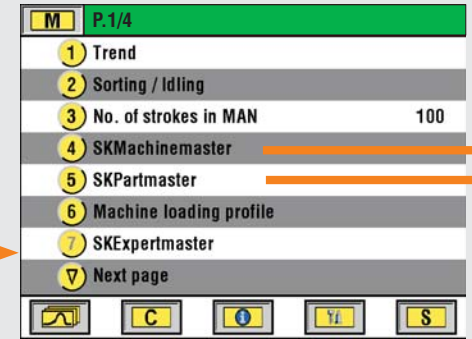 M P.1/4
1 Trend
2 Sorting / Idling
3 No. of strokes in MAN 100
4 SKMachinemaster
5 SKPartmaster
6 Machine loading profile
7 SKExpertmaster
∇ Next page
C i S